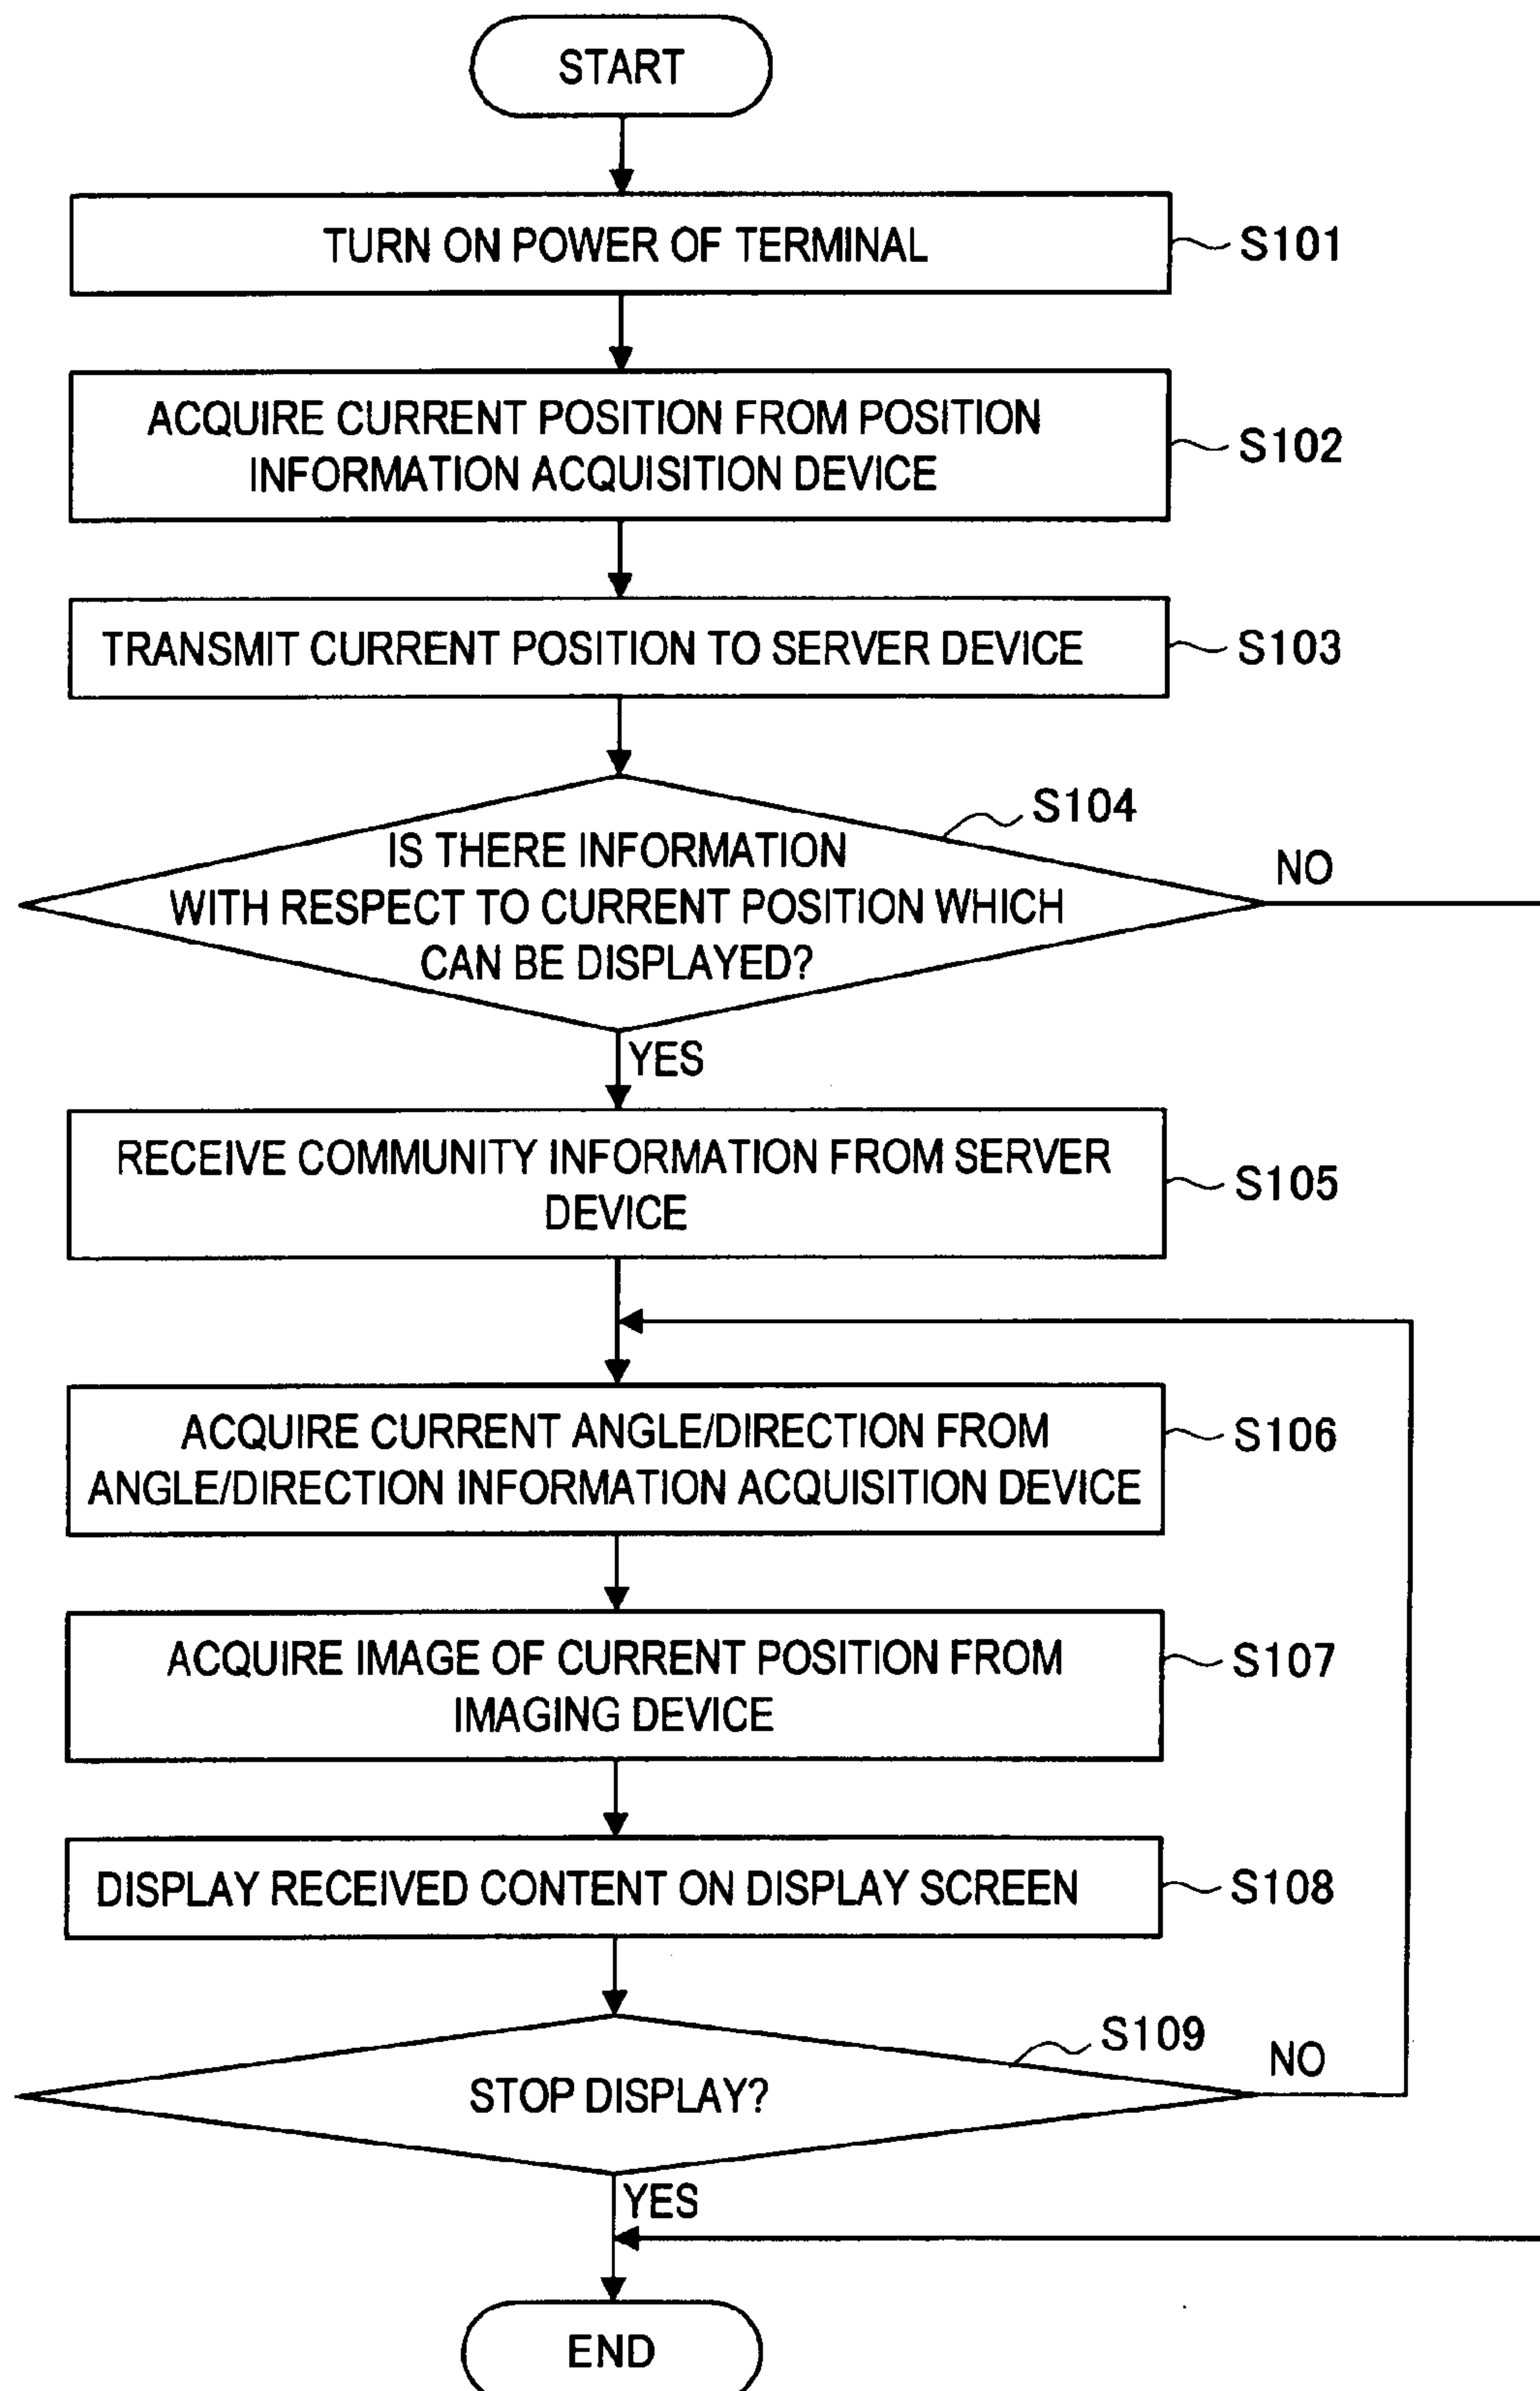 START
TURN ON POWER OF TERMINAL
S101
ACQUIRE CURRENT POSITION FROM POSITION
INFORMATION ACQUISITION DEVICE
S102
TRANSMIT CURRENT POSITION TO SERVER DEVICE
S103
S104
IS THERE INFORMATION
WITH RESPECT TO CURRENT POSITION WHICH
CAN BE DISPLAYED?
NO
YES
RECEIVE COMMUNITY INFORMATION FROM SERVER
DEVICE
S105
ACQUIRE CURRENT ANGLE/DIRECTION FROM
ANGLE/DIRECTION INFORMATION ACQUISITION DEVICE
S106
ACQUIRE IMAGE OF CURRENT POSITION FROM
IMAGING DEVICE
S107
DISPLAY RECEIVED CONTENT ON DISPLAY SCREEN
S108
S109
STOP DISPLAY?
NO
YES
END